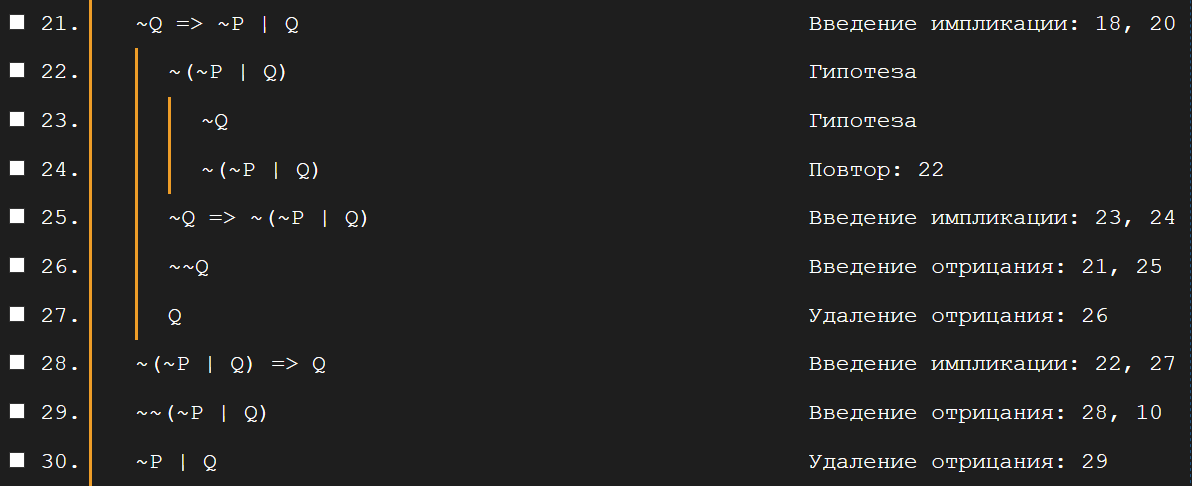 21. ~Q => ~P | Q Введение импликации: 18, 20
22. ~(~P | Q) Гипотеза
23. ~Q Гипотеза
24. ~(~P | Q) Повтор: 22
25. ~Q => ~(~P | Q) Введение импликации: 23, 24
26. ~~Q Введение отрицания: 21, 25
27. Q Удаление отрицания: 26
28. ~(~P | Q) => Q Введение импликации: 22, 27
29. ~~(~P | Q) Введение отрицания: 28, 10
30. ~P | Q Удаление отрицания: 29